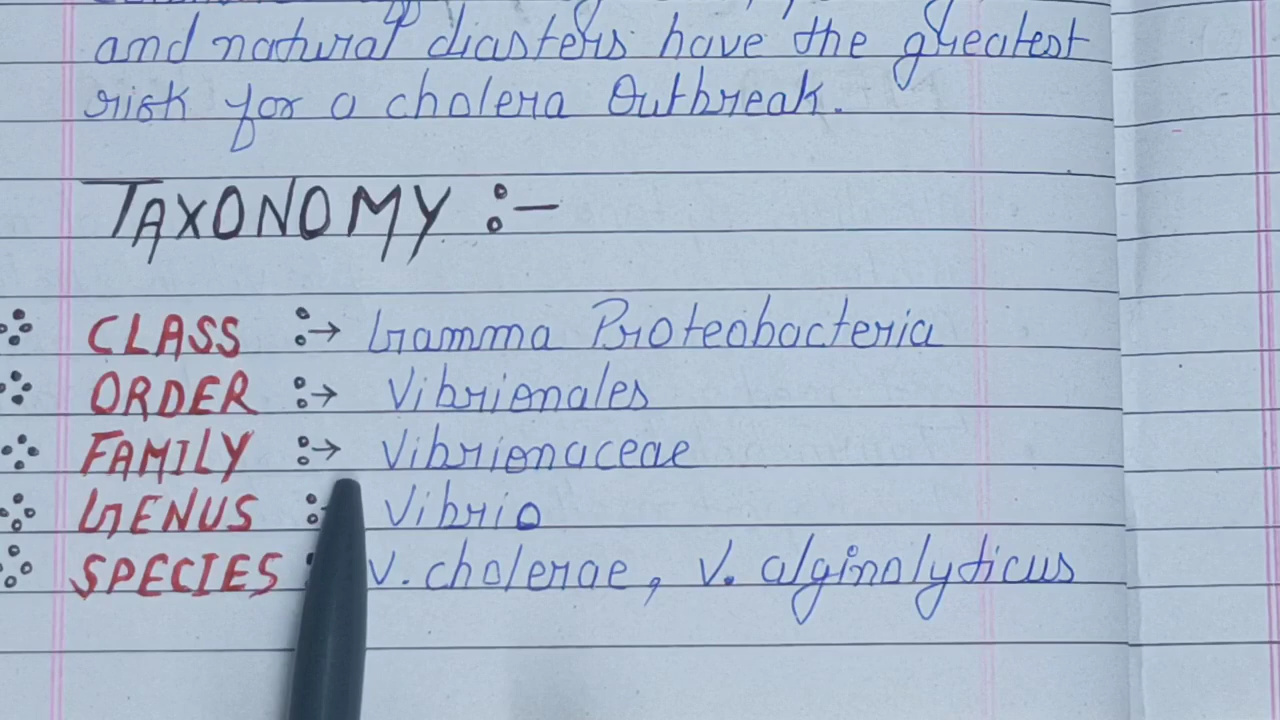 and natural diasters have the greatest
risk for a cholera Outbreak.
TAXONOMY :-
CLASS :→ Gamma Proteobacteria
ORDER :→ Vibrionales
FAMILY :→ Vibrionaceae
GENUS : Vibrio
SPECIES : V. cholerae, V. alginolyticus